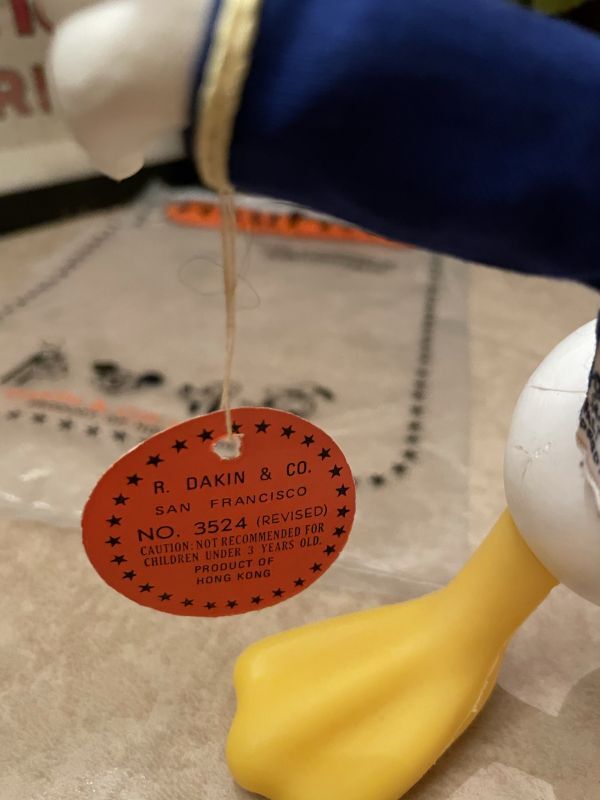 R. DAKIN & CO.
SAN FRANCISCO
NO. 3524 (REVISED)
CAUTION: NOT RECOMMENDED FOR
CHILDREN UNDER 3 YEARS OLD.
PRODUCT OF
HONG KONG